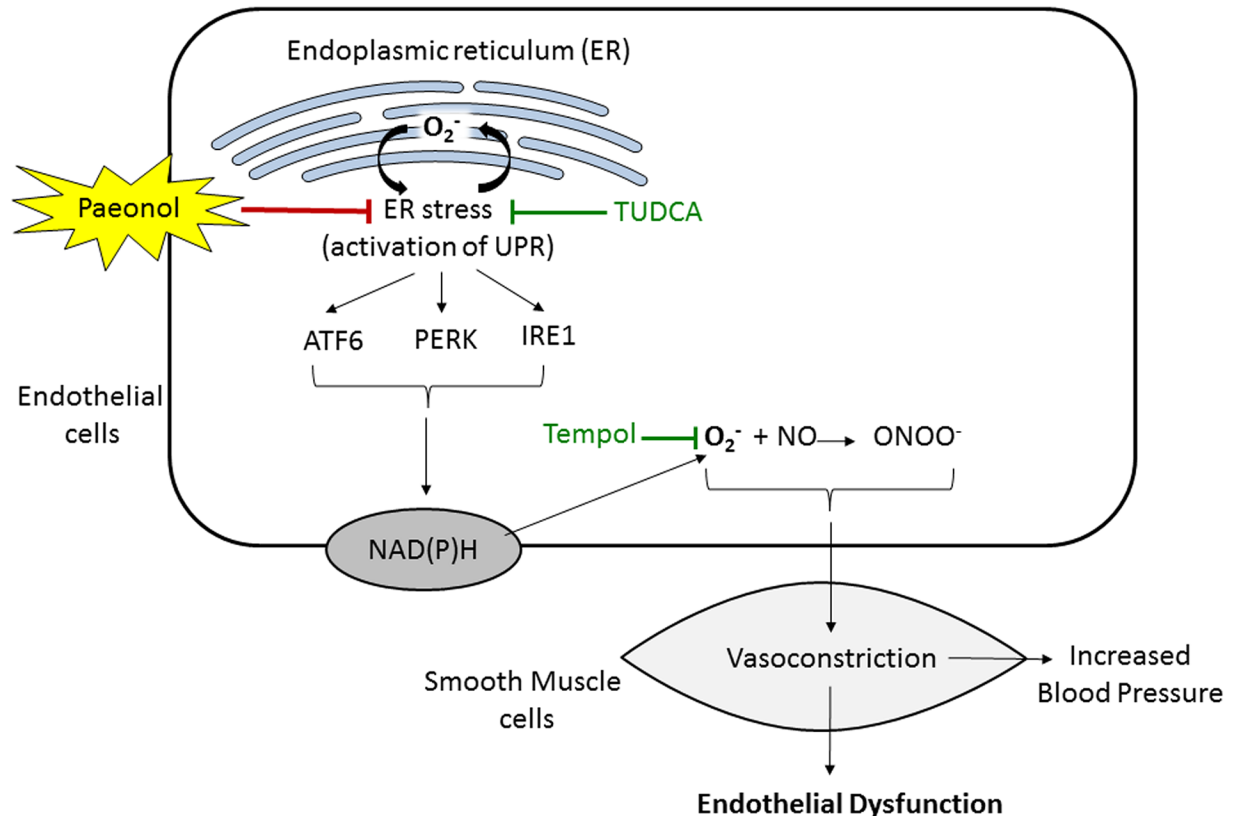 Endoplasmic reticulum (ER)
O₂⁻
Paeonol
ER stress
TUDCA
(activation of UPR)
ATF6
PERK
IRE1
Endothelial
cells
Tempol
O₂⁻ + NO
ONOO⁻
NAD(P)H
Vasoconstriction
Smooth Muscle
cells
Increased
Blood Pressure
Endothelial Dysfunction